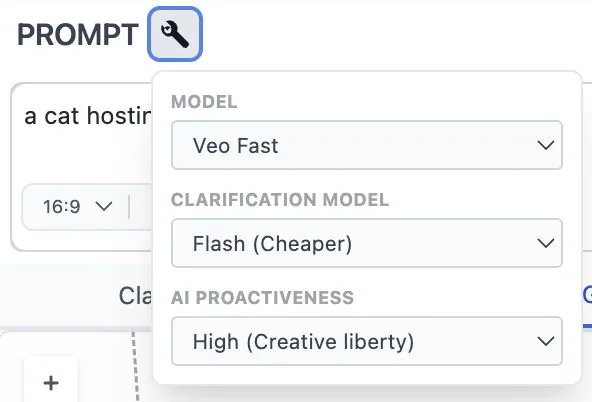 PROMPT
MODEL
a cat hostin
Veo Fast
CLARIFICATION MODEL
16:9
Flash (Cheaper)
AI PROACTIVENESS
Cla
High (Creative liberty)
+